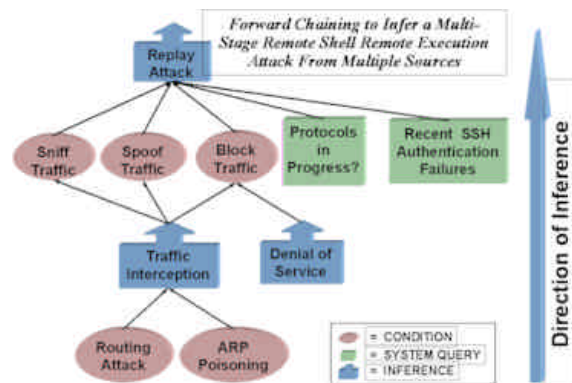 Forward Chaining to Infer a Multi-
Stage Remote Shell Remote Execution
Attack From Multiple Sources
Replay
Attack
Sniff
Traffic
Spoof
Traffic
Block
Traffic
Protocols
in
Progress?
Recent SSH
Authentication
Failures
Traffic
Interception
Denial of
Service
Routing
Attack
ARP
Poisoning
= CONDITION
= SYSTEM QUERY
= INFERENCE
Direction of Inference